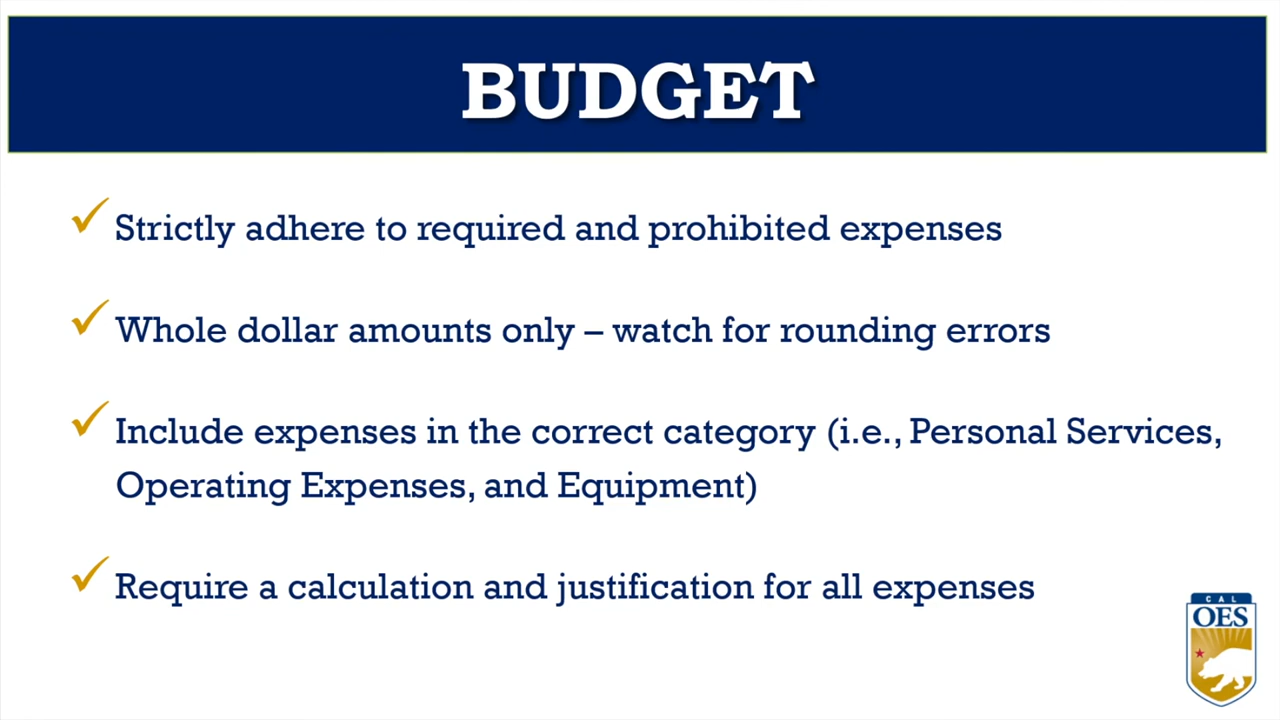 BUDGET
Strictly adhere to required and prohibited expenses
Whole dollar amounts only – watch for rounding errors
Include expenses in the correct category (i.e., Personal Services,
Operating Expenses, and Equipment)
Require a calculation and justification for all expenses
CAL
OES